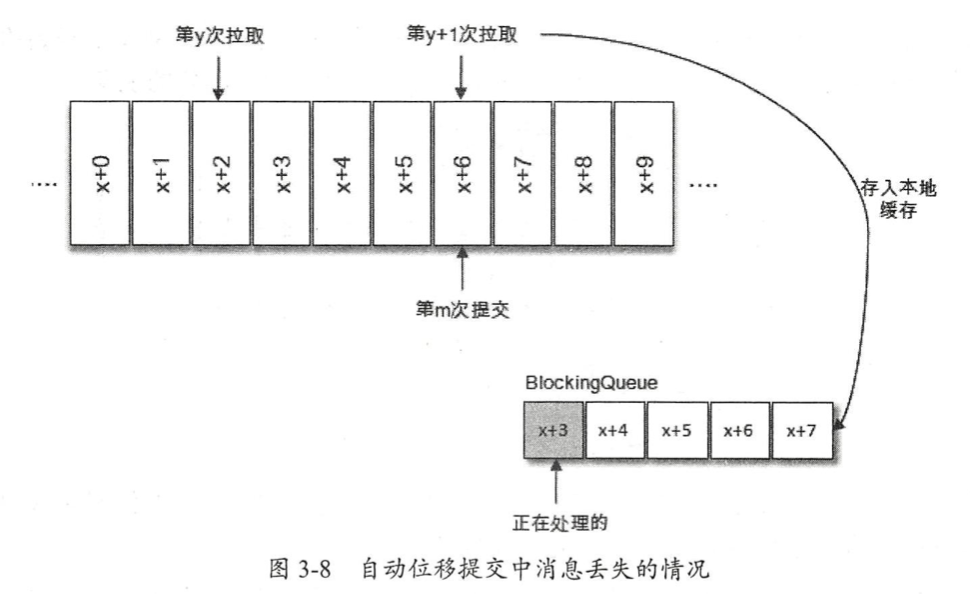 第y次拉取
第y+1次拉取
....
x+0
x+1
x+2
x+3
x+4
x+5
x+6
x+7
x+8
x+9
....
存入本地
缓存
第m次提交
BlockingQueue
x+3
x+4
x+5
x+6
x+7
正在处理的
图 3-8 自动位移提交中消息丢失的情况